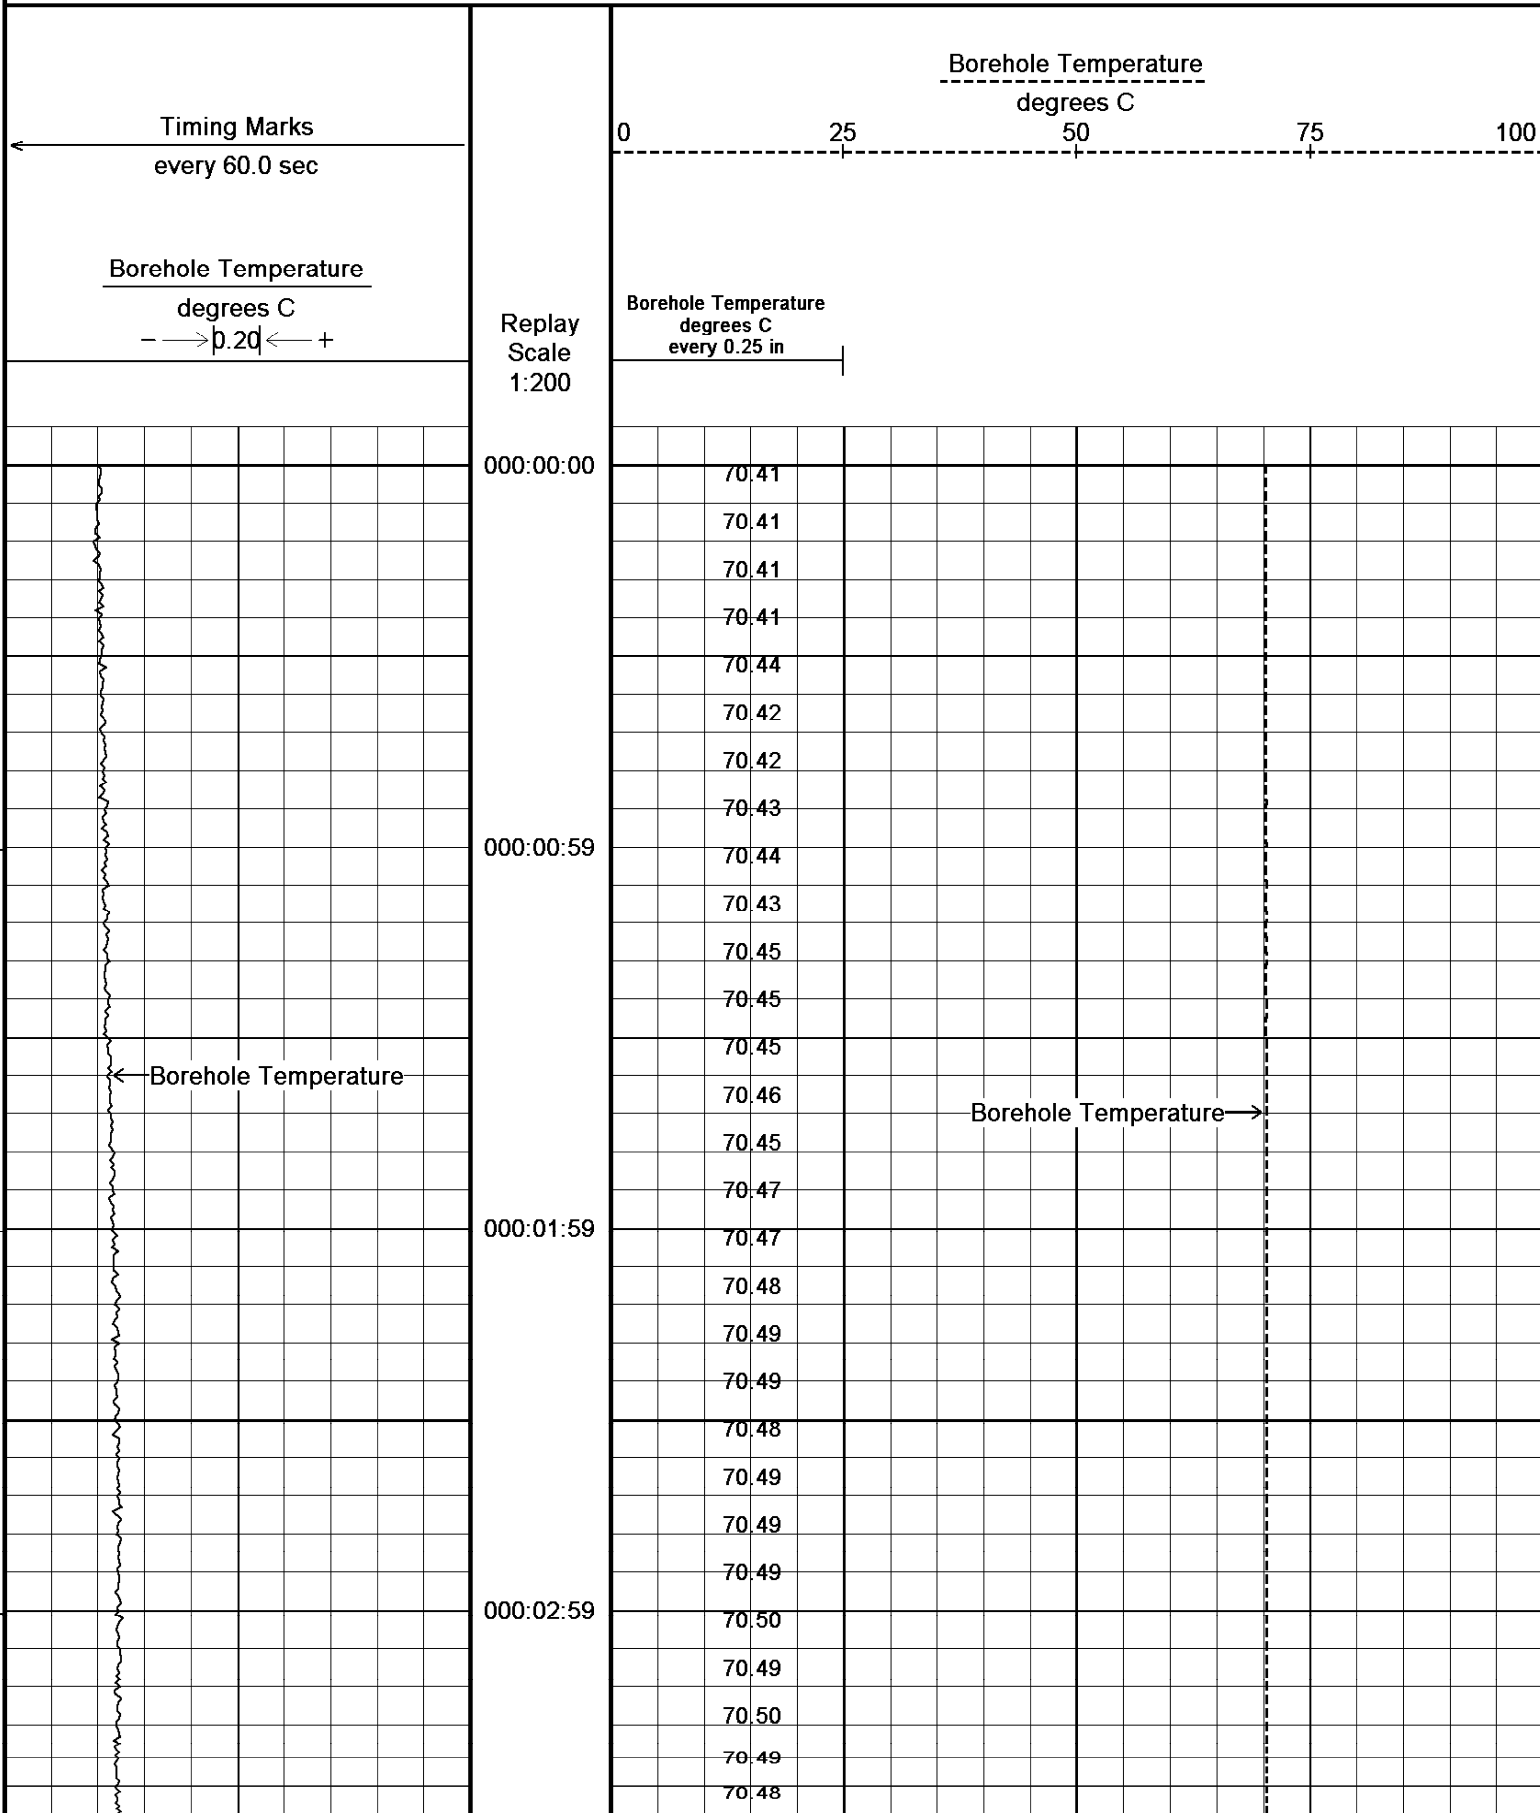 Timing Marks
every 60.0 sec
Borehole Temperature
degrees C
0.20
Replay
Scale
1:200
Borehole Temperature
degrees C
0 25 50 75 100
Borehole Temperature
degrees C
every 0.25 in
000:00:00
70.41
70.41
70.41
70.41
70.44
70.42
70.42
70.43
000:00:59
70.44
70.43
70.45
70.45
70.45
Borehole Temperature
70.46
Borehole Temperature
70.45
70.47
000:01:59
70.47
70.48
70.49
70.49
70.48
70.49
70.49
70.49
000:02:59
70.50
70.49
70.50
70.49
70.48